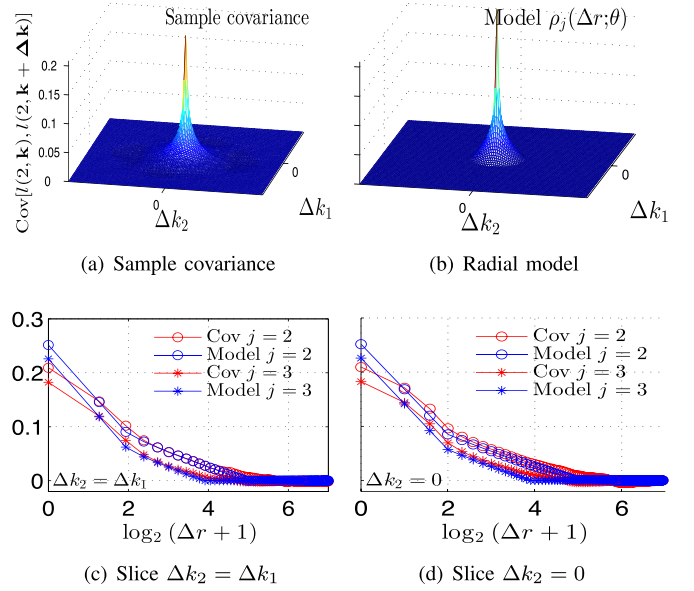 Sample covariance
Model ρ_j(Δr;θ)
Cov[l(2,k),l(2,k+Δk)]
0.2
0.15
0.1
0.05
0
0
0
Δk_2
Δk_1
0
0
Δk_2
Δk_1
(a) Sample covariance
(b) Radial model
0.3
0.2
0.1
0
Cov j = 2
Model j = 2
Cov j = 3
Model j = 3
Δk_2 = Δk_1
0 2 4 6
log_2 (Δr + 1)
Cov j = 2
Model j = 2
Cov j = 3
Model j = 3
Δk_2 = 0
0 1 2 3 4 5 6 7
log_2 (Δr + 1)
(c) Slice Δk_2 = Δk_1
(d) Slice Δk_2 = 0